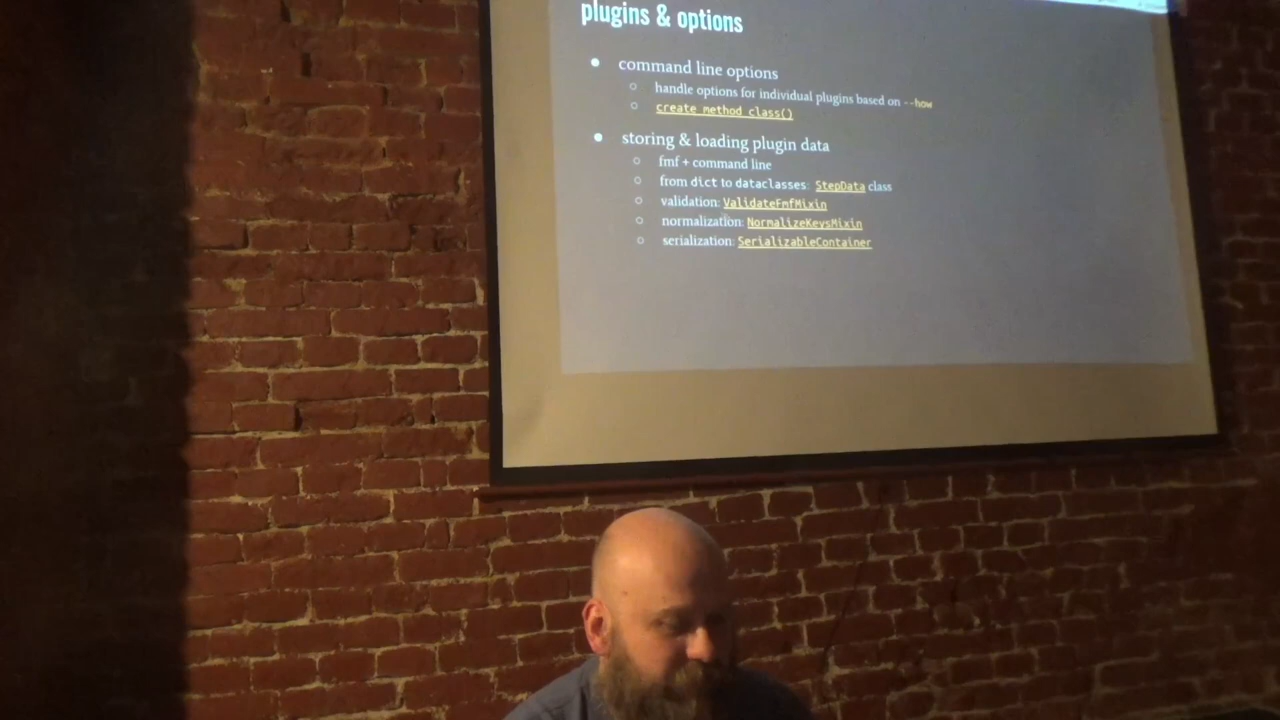 plugins & options
● command line options
○ handle options for individual plugins based on --how
○ create_method_class()
● storing & loading plugin data
○ fmf + command line
○ from dict to dataclasses: StepData class
○ validation: ValidateFmfMixin
○ normalization: NormalizeKeysMixin
○ serialization: SerializableContainer